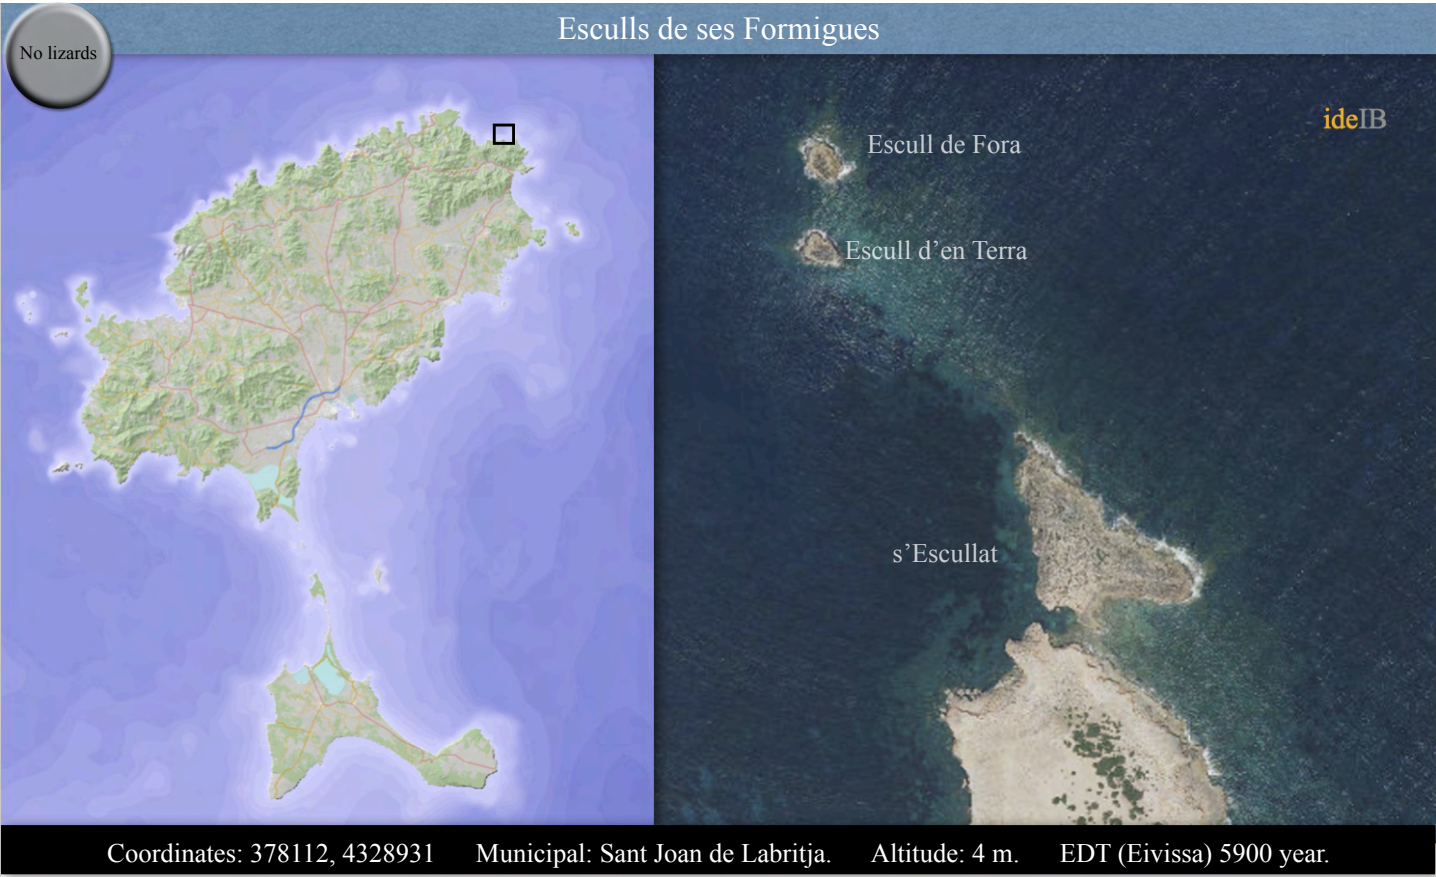 Esculls de ses Formigues
No lizards
ideIB
Escull de Fora
Escull d’en Terra
s’Escullat
Coordinates: 378112, 4328931 Municipal: Sant Joan de Labritja. Altitude: 4 m. EDT (Eivissa) 5900 year.